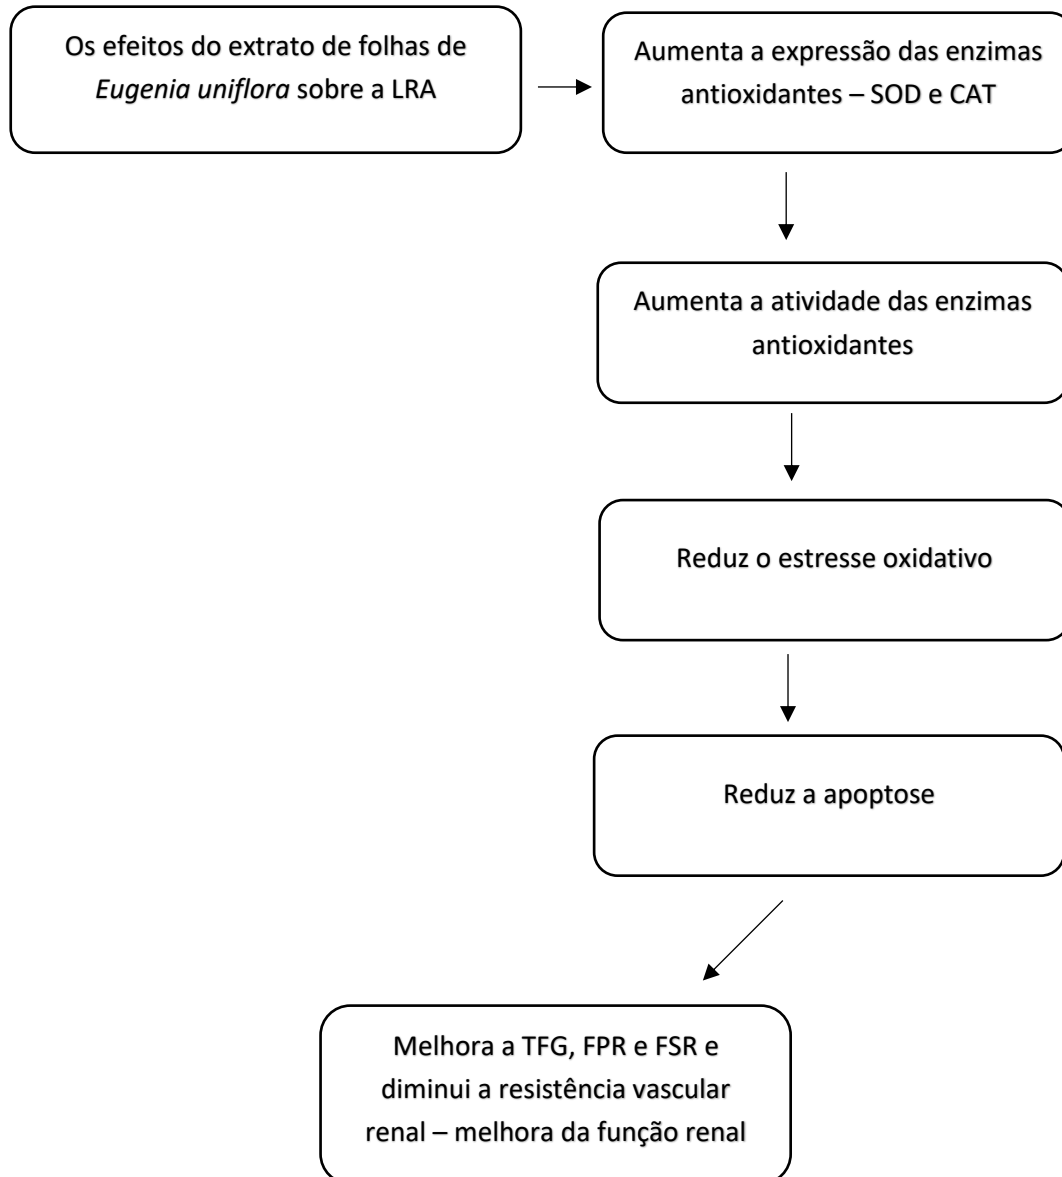 Os efeitos do extrato de folhas de
Eugenia uniflora sobre a LRA
Aumenta a expressão das enzimas
antioxidantes – SOD e CAT
Aumenta a atividade das enzimas
antioxidantes
Reduz o estresse oxidativo
Reduz a apoptose
Melhora a TFG, FPR e FSR e
diminui a resistência vascular
renal – melhora da função renal